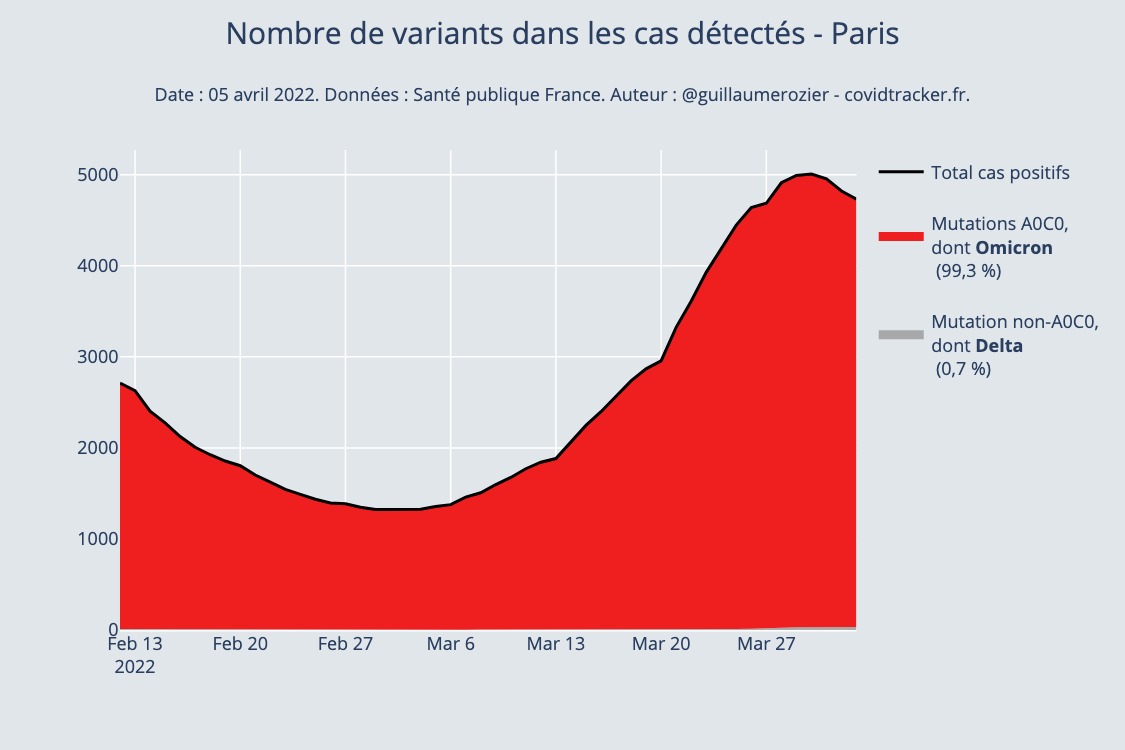 Nombre de variants dans les cas détectés - Paris
Date : 05 avril 2022. Données : Santé publique France. Auteur : @guillaumerozier - covidtracker.fr.
5000
4000
3000
2000
1000
0
Feb 13
2022
Feb 20
Feb 27
Mar 6
Mar 13
Mar 20
Mar 27
Total cas positifs
Mutations A0C0,
dont Omicron
(99,3 %)
Mutation non-A0C0,
dont Delta
(0,7 %)